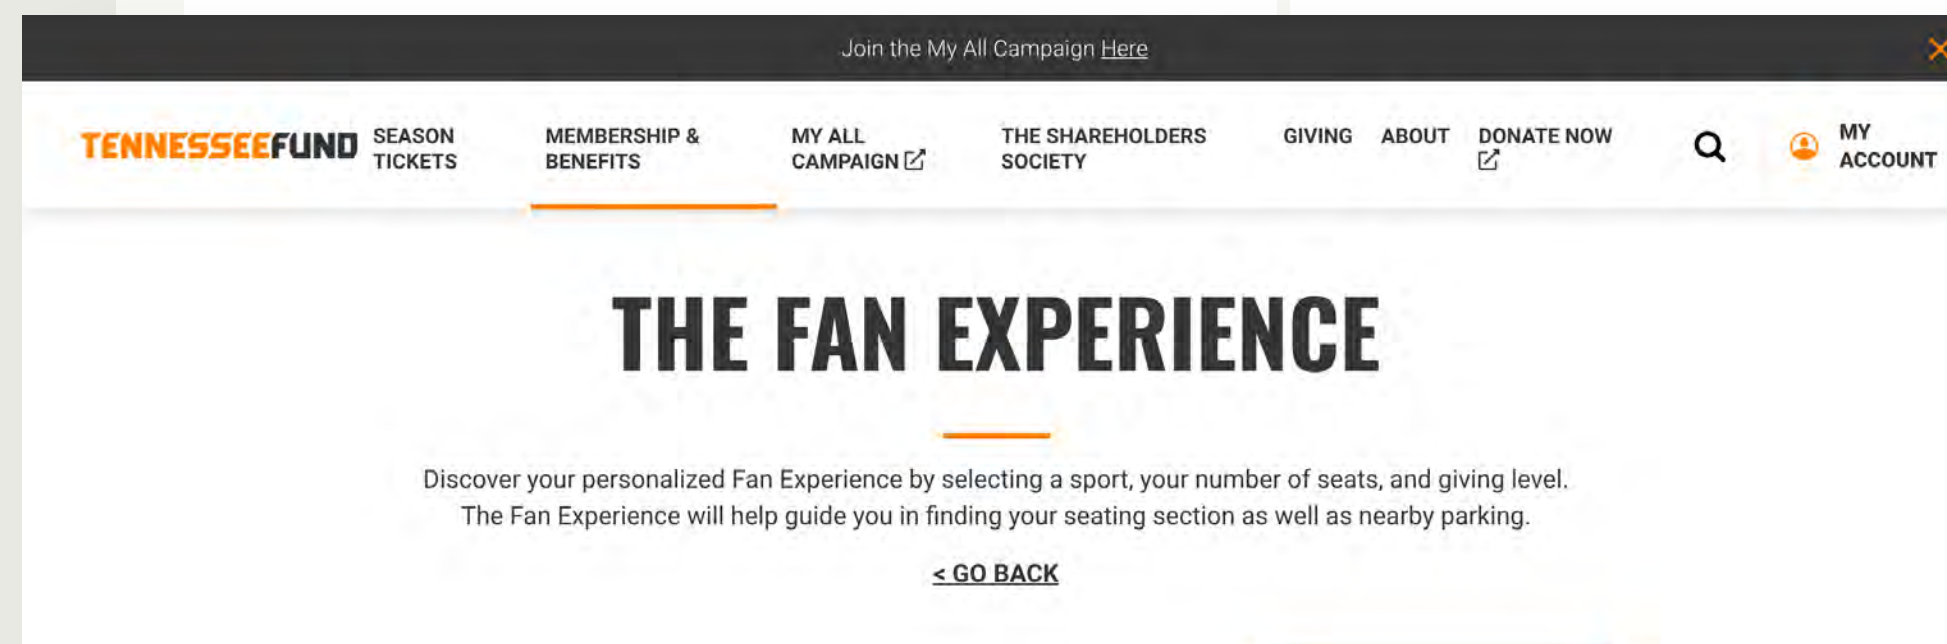 Join the My All Campaign Here
TENNESSEEFUND
SEASON
TICKETS
MEMBERSHIP &
BENEFITS
MY ALL
CAMPAIGN
THE SHAREHOLDERS
SOCIETY
GIVING
ABOUT
DONATE NOW
MY
ACCOUNT
THE FAN EXPERIENCE
Discover your personalized Fan Experience by selecting a sport, your number of seats, and giving level.
The Fan Experience will help guide you in finding your seating section as well as nearby parking.
< GO BACK